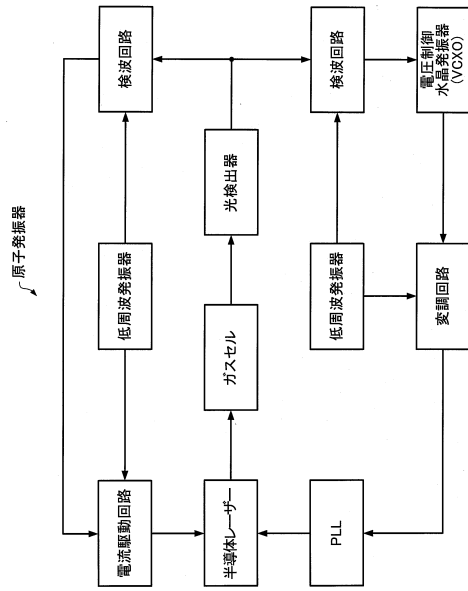 原子発振器
電流駆動回路
低周波発振器
検波回路
半導体レーザー
ガスセル
光検出器
PLL
低周波発振器
検波回路
変調回路
電圧制御
水晶発振器
(VCXO)